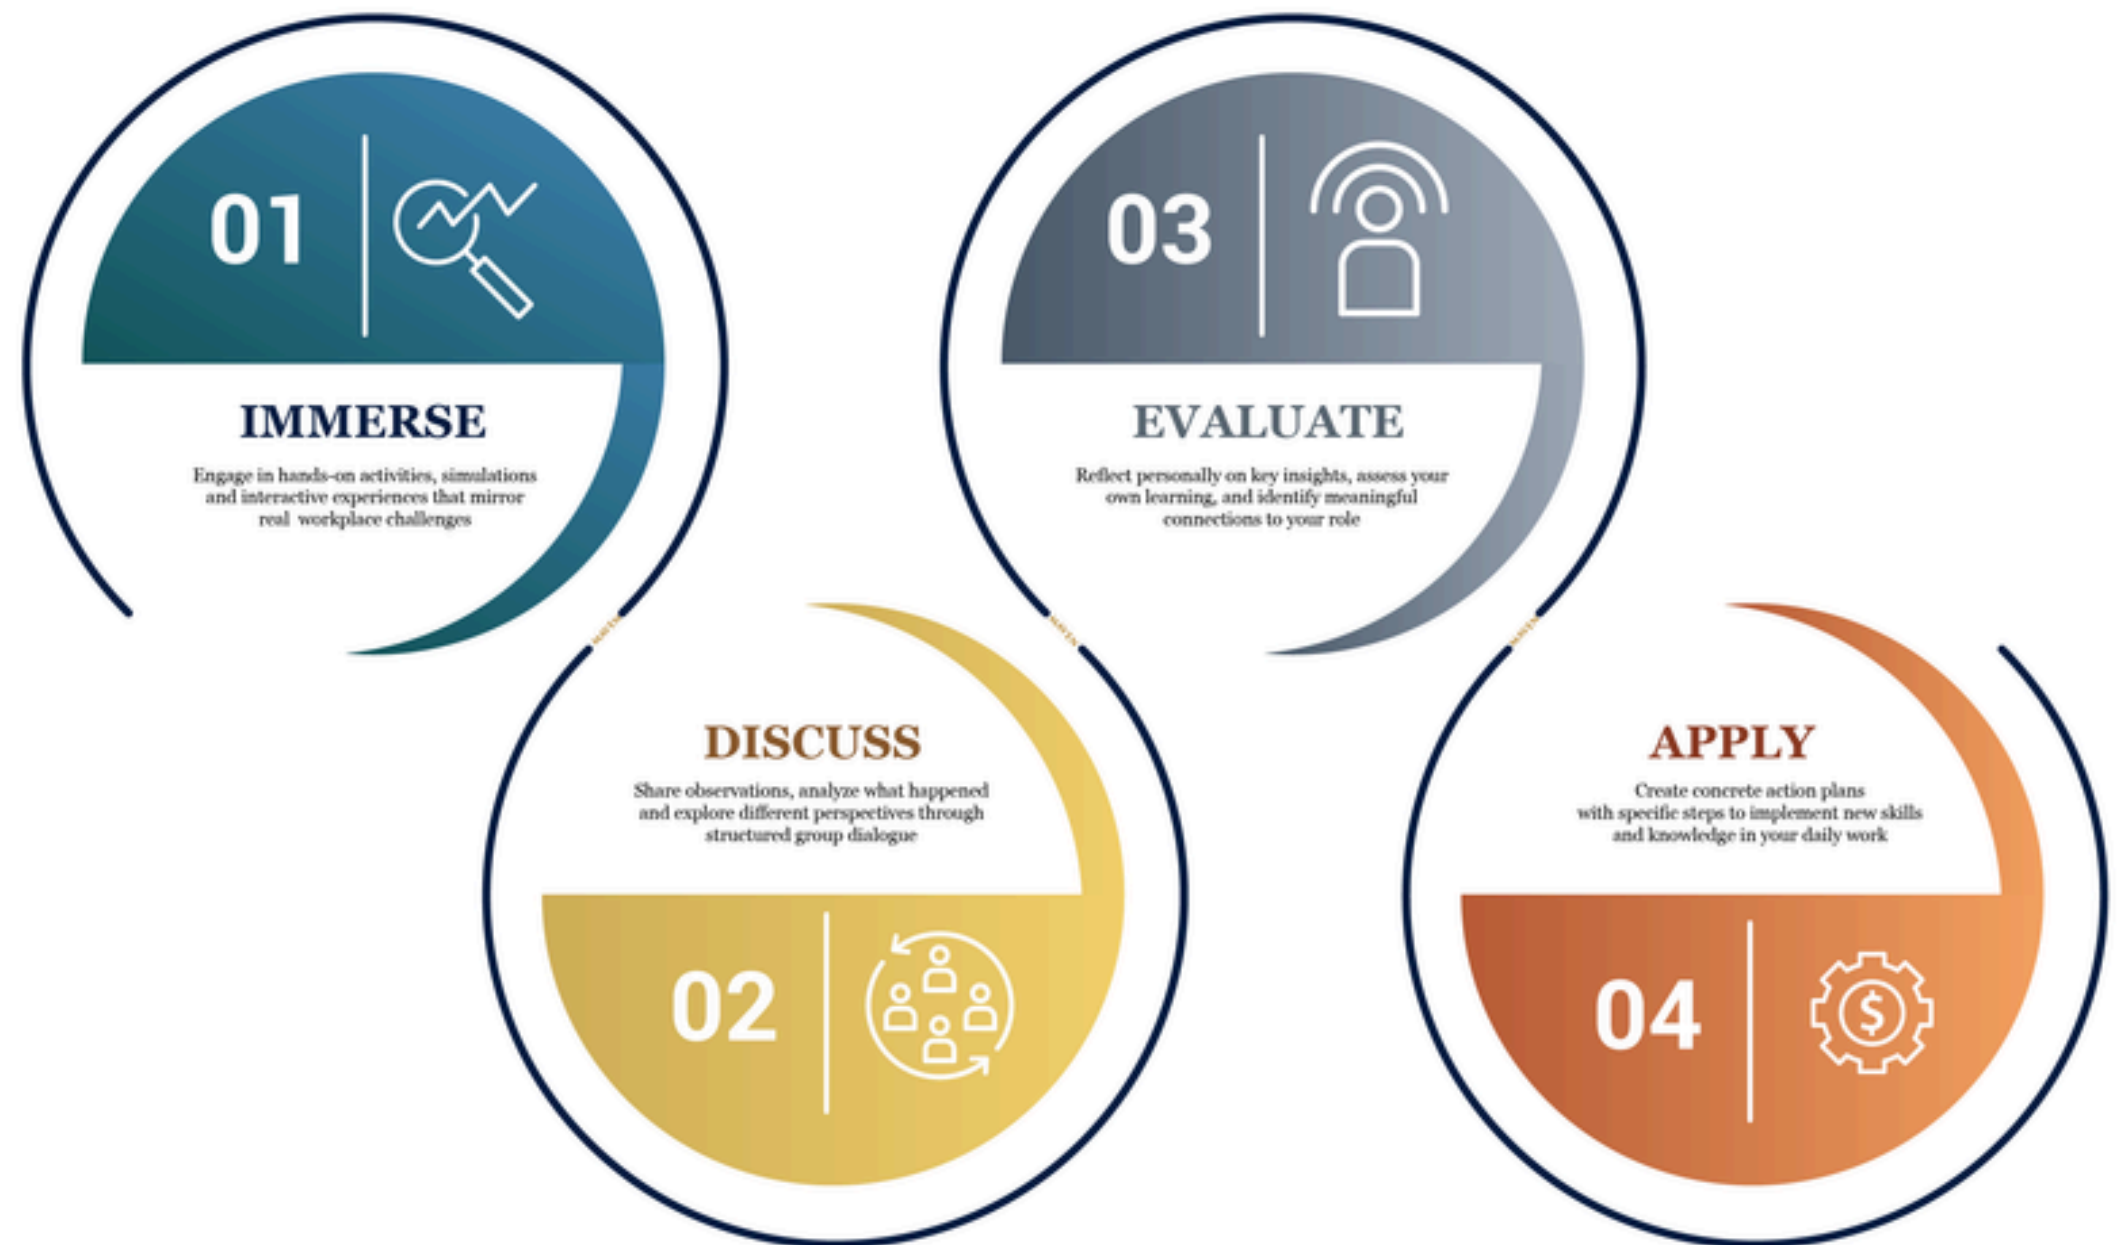 01
IMMERSE
Engage in hands-on activities, simulations
and interactive experiences that mirror
real workplace challenges
DISCUSS
Share observations, analyze what happened
and explore different perspectives through
structured group dialogue
02
03
EVALUATE
Reflect personally on key insights, assess your
own learning, and identify meaningful
connections to your role
APPLY
Create concrete action plans
with specific steps to implement new skills
and knowledge in your daily work
04
$